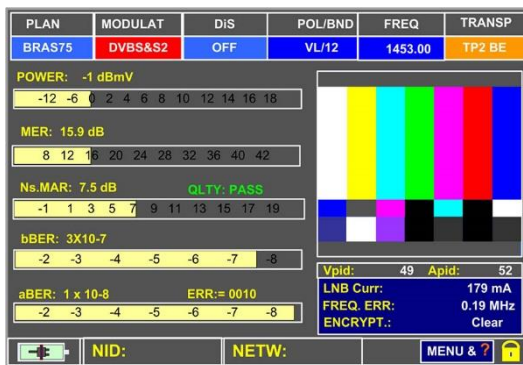 PLAN MODULAT DiS POL/BND FREQ TRANSP
BRAS75 DVBS&S2 OFF VL/12 1453.00 TP2 BE
POWER: -1 dBmV
-12 -6 0 2 4 6 8 10 12 14 16 18
MER: 15.9 dB
8 12 16 20 24 28 32 36 40 42
Ns.MAR: 7.5 dB QLTY: PASS
-1 1 3 5 7 9 11 13 15 17 19
bBER: 3X10-7
-2 -3 -4 -5 -6 -7 -8
aBER: 1 x 10-8 ERR:= 0010
-2 -3 -4 -5 -6 -7 -8
Vpid: 49 Apid: 52
LNB Curr: 179 mA
FREQ. ERR: 0.19 MHz
ENCRYPT.: Clear
NID: NETW: MENU & ?